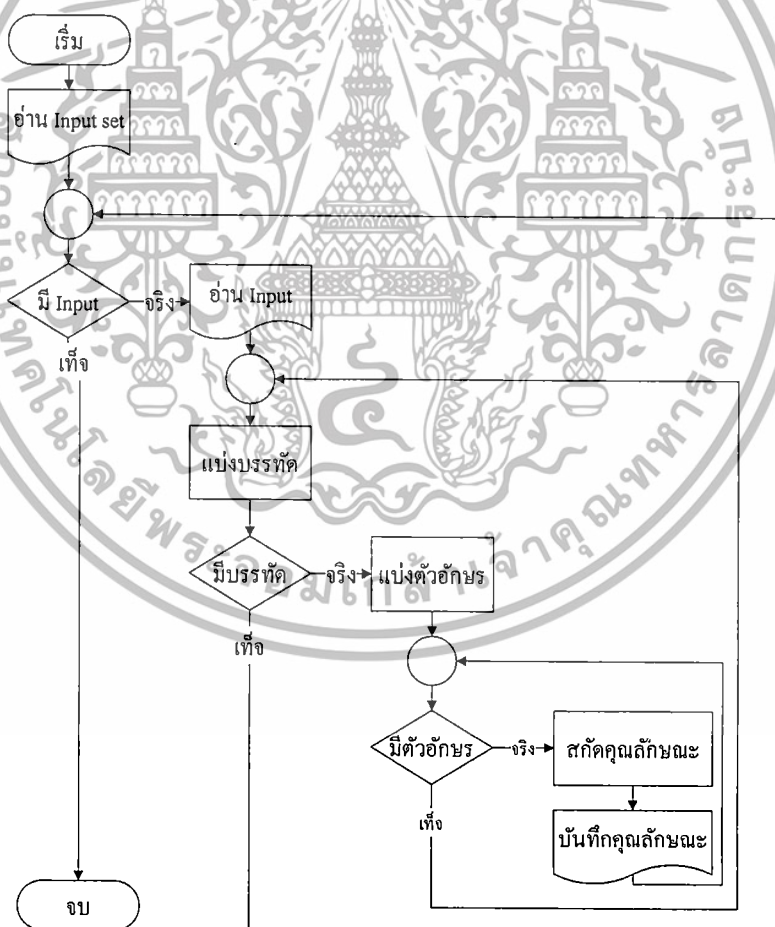 เริ่ม
อ่าน Input set
มี Input
จริง
อ่าน Input
เท็จ
แบ่งบรรทัด
มีบรรทัด
จริง
แบ่งตัวอักษร
เท็จ
มีตัวอักษร
จริง
สกัดคุณลักษณะ
เท็จ
บันทึกคุณลักษณะ
จบ